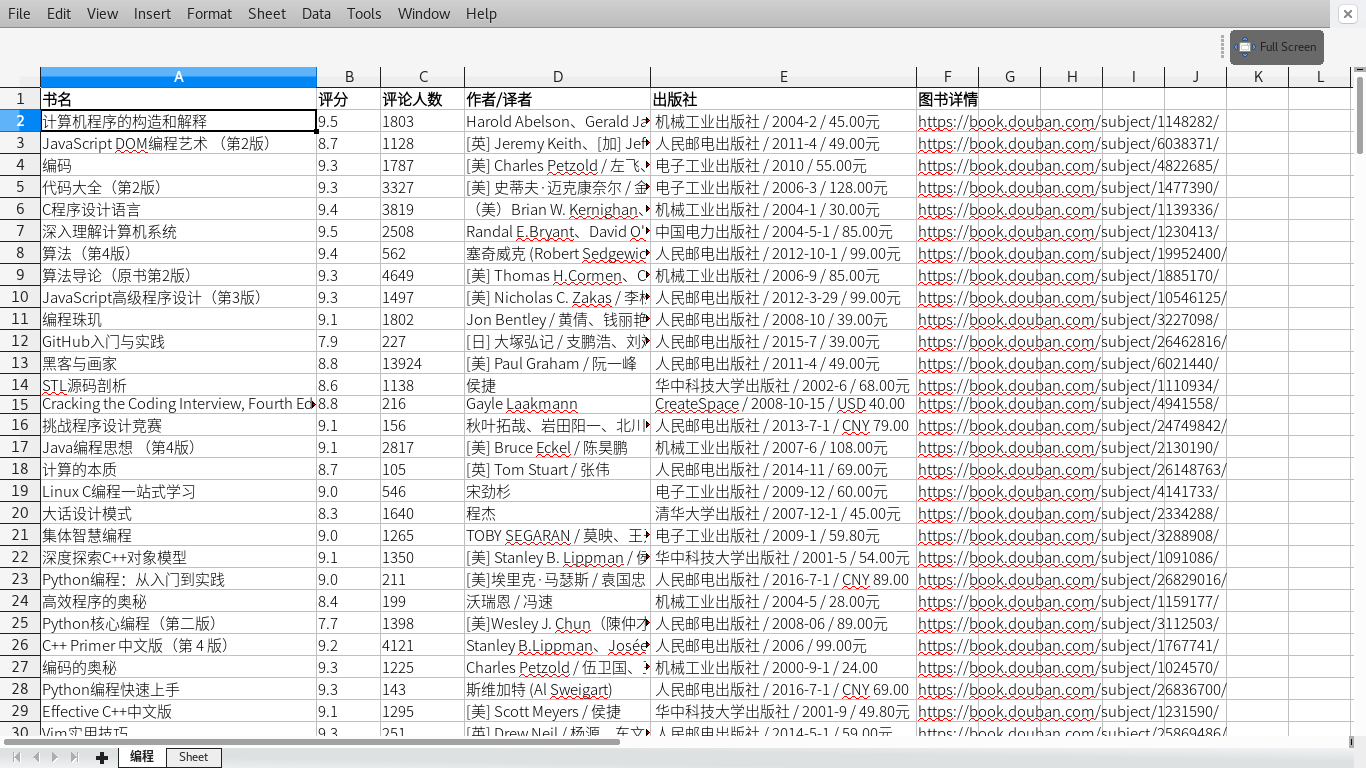 File Edit View Insert Format Sheet Data Tools Window Help
Full Screen
A B C D E F G H I J K L
1 书名 评分 评论人数 作者/译者 出版社 图书详情
2 计算机程序的构造和解释 9.5 1803 Harold Abelson、Gerald Ja 机械工业出版社 / 2004-2 / 45.00元 https://book.douban.com/subject/1148282/
3 JavaScript DOM编程艺术 （第2版） 8.7 1128 [英] Jeremy Keith、[加] Jef 人民邮电出版社 / 2011-4 / 49.00元 https://book.douban.com/subject/6038371/
4 编码 9.3 1787 [美] Charles Petzold / 左飞、 电子工业出版社 / 2010 / 55.00元 https://book.douban.com/subject/4822685/
5 代码大全（第2版） 9.3 3327 [美] 史蒂夫·迈克康奈尔 / 金 电子工业出版社 / 2006-3 / 128.00元 https://book.douban.com/subject/1477390/
6 C程序设计语言 9.4 3819 （美）Brian W. Kernighan、 机械工业出版社 / 2004-1 / 30.00元 https://book.douban.com/subject/1139336/
7 深入理解计算机系统 9.5 2508 Randal E.Bryant、David O' 中国电力出版社 / 2004-5-1 / 85.00元 https://book.douban.com/subject/1230413/
8 算法（第4版） 9.4 562 塞奇威克 (Robert Sedgewic 人民邮电出版社 / 2012-10-1 / 99.00元 https://book.douban.com/subject/19952400/
9 算法导论（原书第2版） 9.3 4649 [美] Thomas H.Cormen、C 机械工业出版社 / 2006-9 / 85.00元 https://book.douban.com/subject/1885170/
10 JavaScript高级程序设计（第3版） 9.3 1497 [美] Nicholas C. Zakas / 李 人民邮电出版社 / 2012-3-29 / 99.00元 https://book.douban.com/subject/10546125/
11 编程珠玑 9.1 1802 Jon Bentley / 黄倩、钱丽艳 人民邮电出版社 / 2008-10 / 39.00元 https://book.douban.com/subject/3227098/
12 GitHub入门与实践 7.9 227 [日] 大塚弘记 / 支鹏浩、刘 人民邮电出版社 / 2015-7 / 39.00元 https://book.douban.com/subject/26462816/
13 黑客与画家 8.8 13924 [美] Paul Graham / 阮一峰 人民邮电出版社 / 2011-4 / 49.00元 https://book.douban.com/subject/6021440/
14 STL源码剖析 8.6 1138 侯捷 华中科技大学出版社 / 2002-6 / 68.00元 https://book.douban.com/subject/1110934/
15 Cracking the Coding Interview, Fourth Ed 8.8 216 Gayle Laakmann CreateSpace / 2008-10-15 / USD 40.00 https://book.douban.com/subject/4941558/
16 挑战程序设计竞赛 9.1 156 秋叶拓哉、岩田阳一、北川 人民邮电出版社 / 2013-7-1 / CNY 79.00 https://book.douban.com/subject/24749842/
17 Java编程思想 （第4版） 9.1 2817 [美] Bruce Eckel / 陈昊鹏 机械工业出版社 / 2007-6 / 108.00元 https://book.douban.com/subject/2130190/
18 计算的本质 8.7 105 [英] Tom Stuart / 张伟 人民邮电出版社 / 2014-11 / 69.00元 https://book.douban.com/subject/26148763/
19 Linux C编程一站式学习 9.0 546 宋劲杉 电子工业出版社 / 2009-12 / 60.00元 https://book.douban.com/subject/4141733/
20 大话设计模式 8.3 1640 程杰 清华大学出版社 / 2007-12-1 / 45.00元 https://book.douban.com/subject/2334288/
21 集体智慧编程 9.0 1265 TOBY SEGARAN / 莫映、王 电子工业出版社 / 2009-1 / 59.80元 https://book.douban.com/subject/3288908/
22 深度探索C++对象模型 9.1 1350 [美] Stanley B. Lippman / 侯 华中科技大学出版社 / 2001-5 / 54.00元 https://book.douban.com/subject/1091086/
23 Python编程：从入门到实践 9.0 211 [美]埃里克·马瑟斯 / 袁国忠 人民邮电出版社 / 2016-7-1 / CNY 89.00 https://book.douban.com/subject/26829016/
24 高效程序的奥秘 8.4 199 沃瑞恩 / 冯速 机械工业出版社 / 2004-5 / 28.00元 https://book.douban.com/subject/1159177/
25 Python核心编程（第二版） 7.7 1398 [美]Wesley J. Chun（陳仲才 人民邮电出版社 / 2008-06 / 89.00元 https://book.douban.com/subject/3112503/
26 C++ Primer 中文版（第 4 版） 9.2 4121 Stanley B.Lippman、Josée 人民邮电出版社 / 2006 / 99.00元 https://book.douban.com/subject/1767741/
27 编码的奥秘 9.3 1225 Charles Petzold / 伍卫国、 机械工业出版社 / 2000-9-1 / 24.00 https://book.douban.com/subject/1024570/
28 Python编程快速上手 9.3 143 斯维加特 (Al Sweigart) 人民邮电出版社 / 2016-7-1 / CNY 69.00 https://book.douban.com/subject/26836700/
29 Effective C++中文版 9.1 1295 [美] Scott Meyers / 侯捷 华中科技大学出版社 / 2001-9 / 49.80元 https://book.douban.com/subject/1231590/
30 Vim实用技巧 9.3 251 [英] Drew Neil / 杨源、车文 人民邮电出版社 / 2014-5-1 / 59.00元 https://book.douban.com/subject/25869486/
编程 Sheet